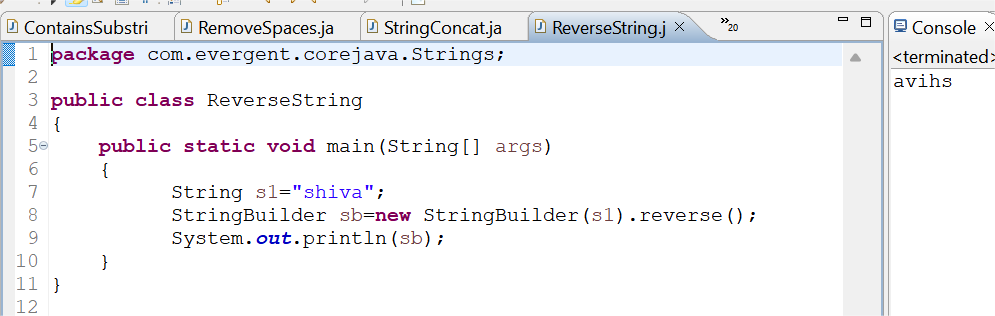 ContainsSubstri RemoveSpaces.ja StringConcat.ja ReverseString.j »20 Console
<terminated>
avihs
1 package com.evergent.corejava.Strings;
2
3 public class ReverseString
4 {
5 public static void main(String[] args)
6 {
7 String s1="shiva";
8 StringBuilder sb=new StringBuilder(s1).reverse();
9 System.out.println(sb);
10 }
11 }
12